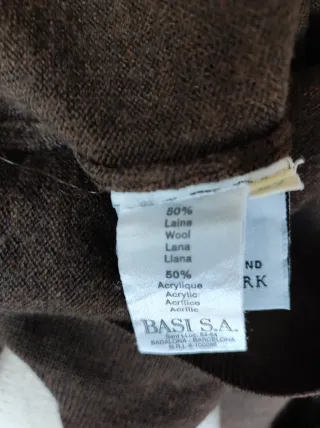 50%
Laine
Wool
Lana
Llana
50%
Acrylique
Acrylic
Acrílico
Acrílic
BASI S.A.
BADALONA - BARCELONA
ND
RK